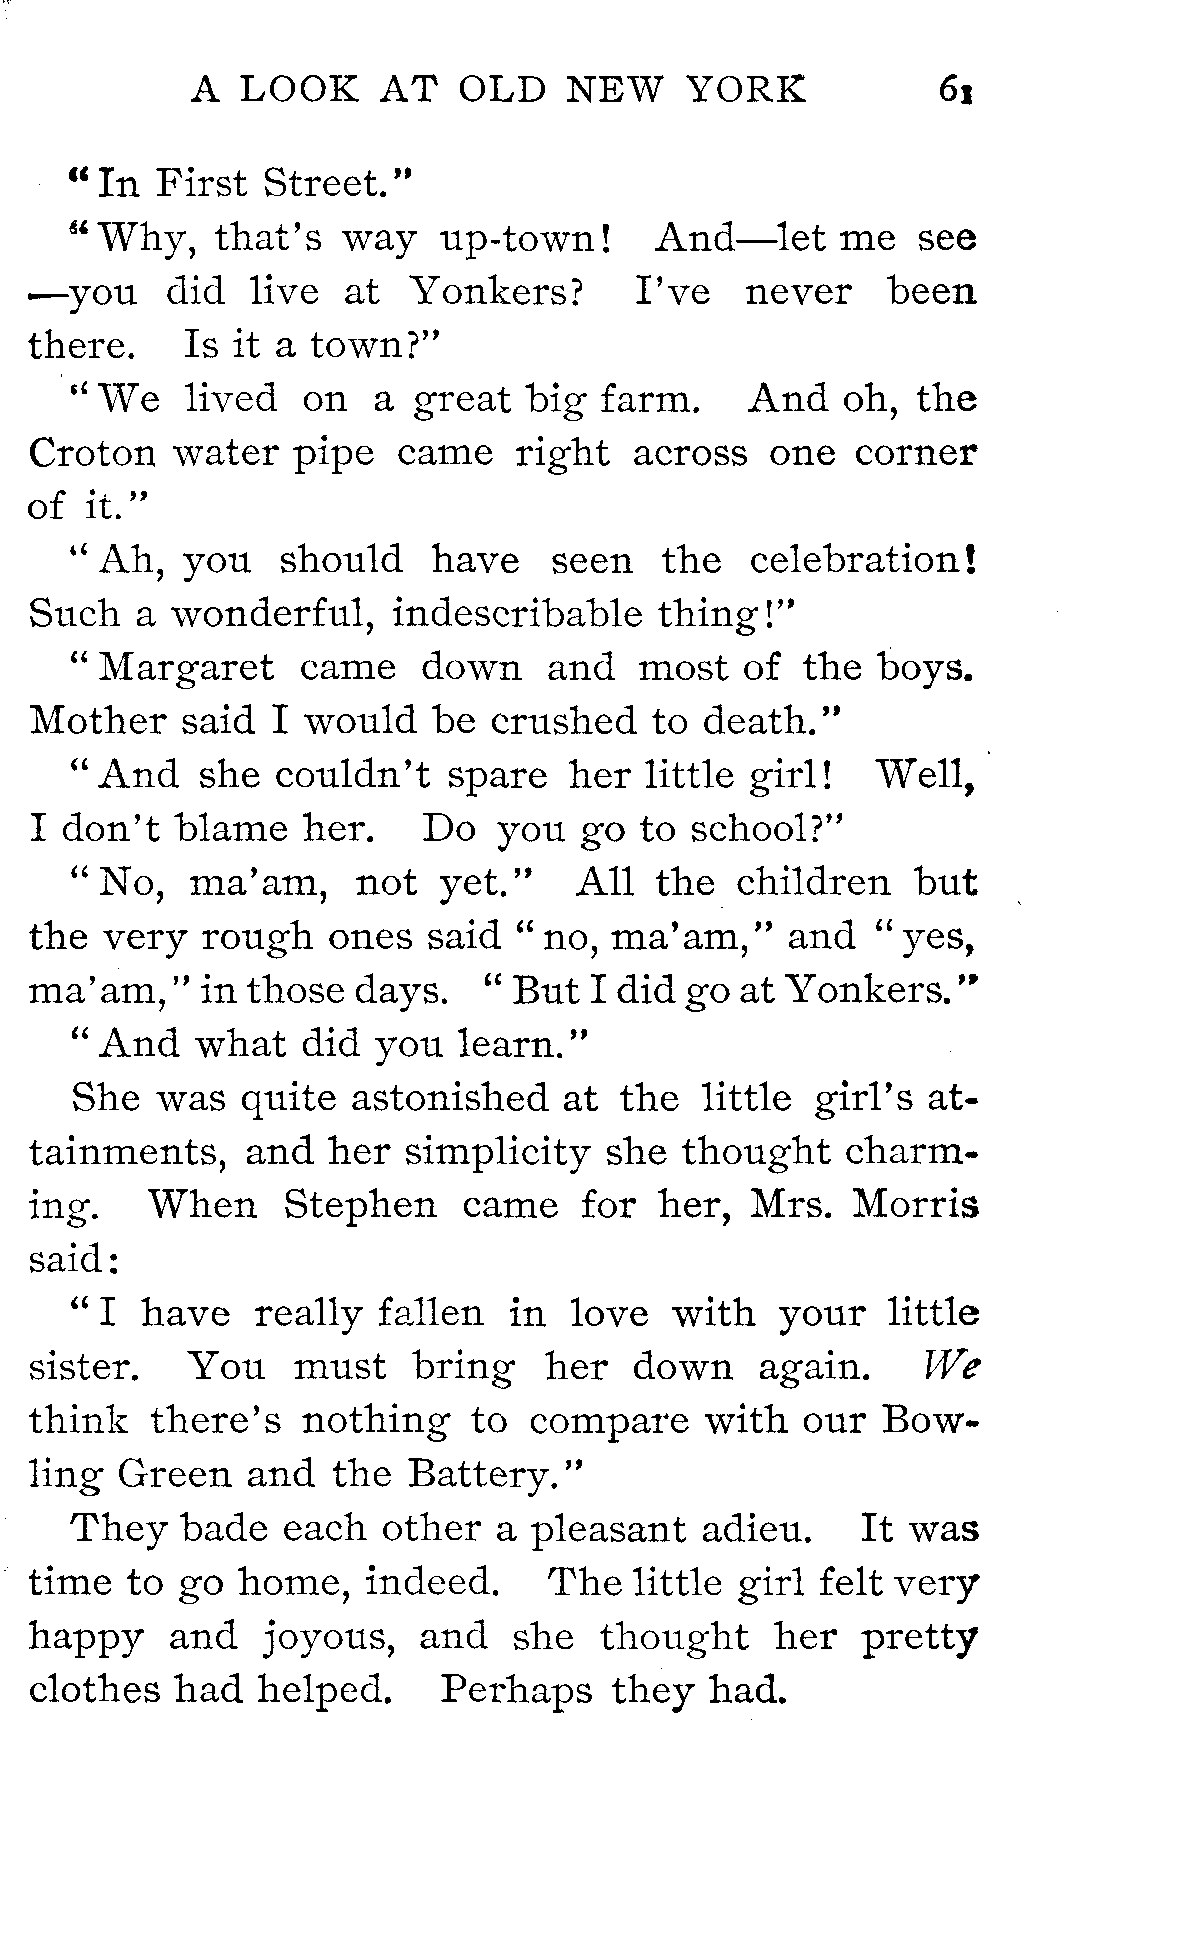 A LOOK AT OLD NEW YORK 61
"In First Street."
"Why, that's way up-town! And—let me see
—you did live at Yonkers? I've never been
there. Is it a town?"
"We lived on a great big farm. And oh, the
Croton water pipe came right across one corner
of it."
"Ah, you should have seen the celebration!
Such a wonderful, indescribable thing!"
"Margaret came down and most of the boys.
Mother said I would be crushed to death."
"And she couldn't spare her little girl! Well,
I don't blame her. Do you go to school?"
"No, ma'am, not yet." All the children but
the very rough ones said "no, ma'am," and "yes,
ma'am," in those days. "But I did go at Yonkers."
"And what did you learn."
She was quite astonished at the little girl's at-
tainments, and her simplicity she thought charm-
ing. When Stephen came for her, Mrs. Morris
said:
"I have really fallen in love with your little
sister. You must bring her down again. We
think there's nothing to compare with our Bow-
ling Green and the Battery."
They bade each other a pleasant adieu. It was
time to go home, indeed. The little girl felt very
happy and joyous, and she thought her pretty
clothes had helped. Perhaps they had.